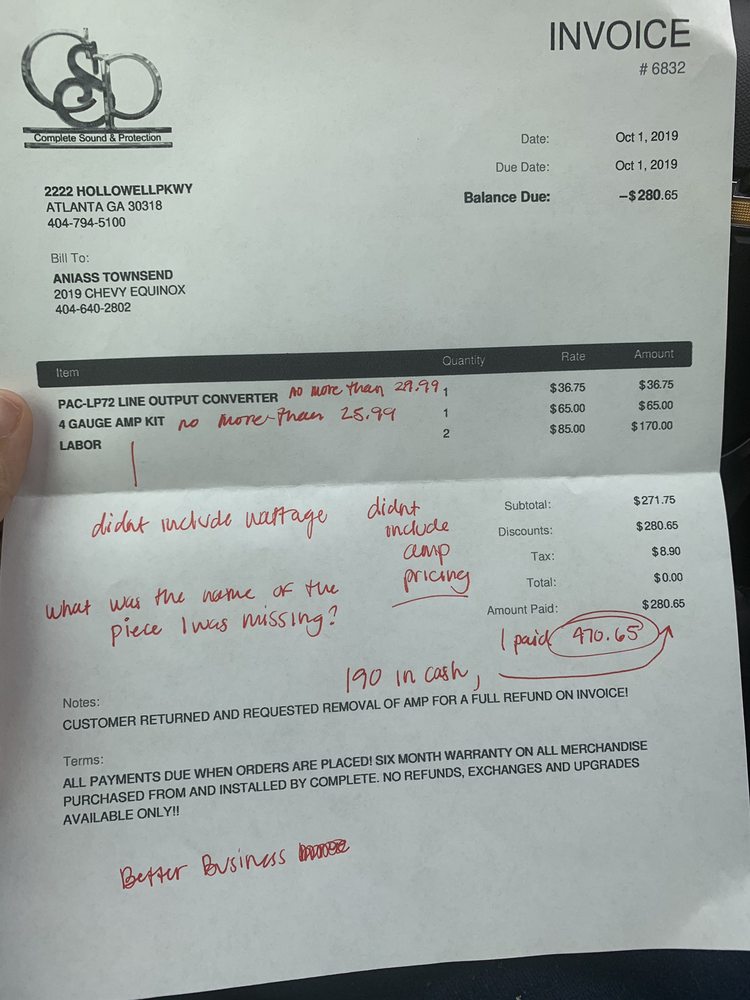 INVOICE
# 6832
CSP
Complete Sound & Protection
Date: Oct 1, 2019
Due Date: Oct 1, 2019
Balance Due: –$280.65
2222 HOLLOWELLPKWY
ATLANTA GA 30318
404-794-5100
Bill To:
ANIASS TOWNSEND
2019 CHEVY EQUINOX
404-640-2802
Item Quantity Rate Amount
PAC-LP72 LINE OUTPUT CONVERTER no more than 29.99 1 $36.75 $36.75
4 GAUGE AMP KIT no more than 25.99 1 $65.00 $65.00
LABOR 2 $85.00 $170.00
didnt include wattage
didnt
include
amp
pricing
Subtotal: $271.75
Discounts: $280.65
Tax: $8.90
Total: $0.00
Amount Paid: $280.65
what was the name of the
piece I was missing?
I paid 470.65
190 in cash,
Notes:
CUSTOMER RETURNED AND REQUESTED REMOVAL OF AMP FOR A FULL REFUND ON INVOICE!
Terms:
ALL PAYMENTS DUE WHEN ORDERS ARE PLACED! SIX MONTH WARRANTY ON ALL MERCHANDISE
PURCHASED FROM AND INSTALLED BY COMPLETE. NO REFUNDS, EXCHANGES AND UPGRADES
AVAILABLE ONLY!!
Better Business